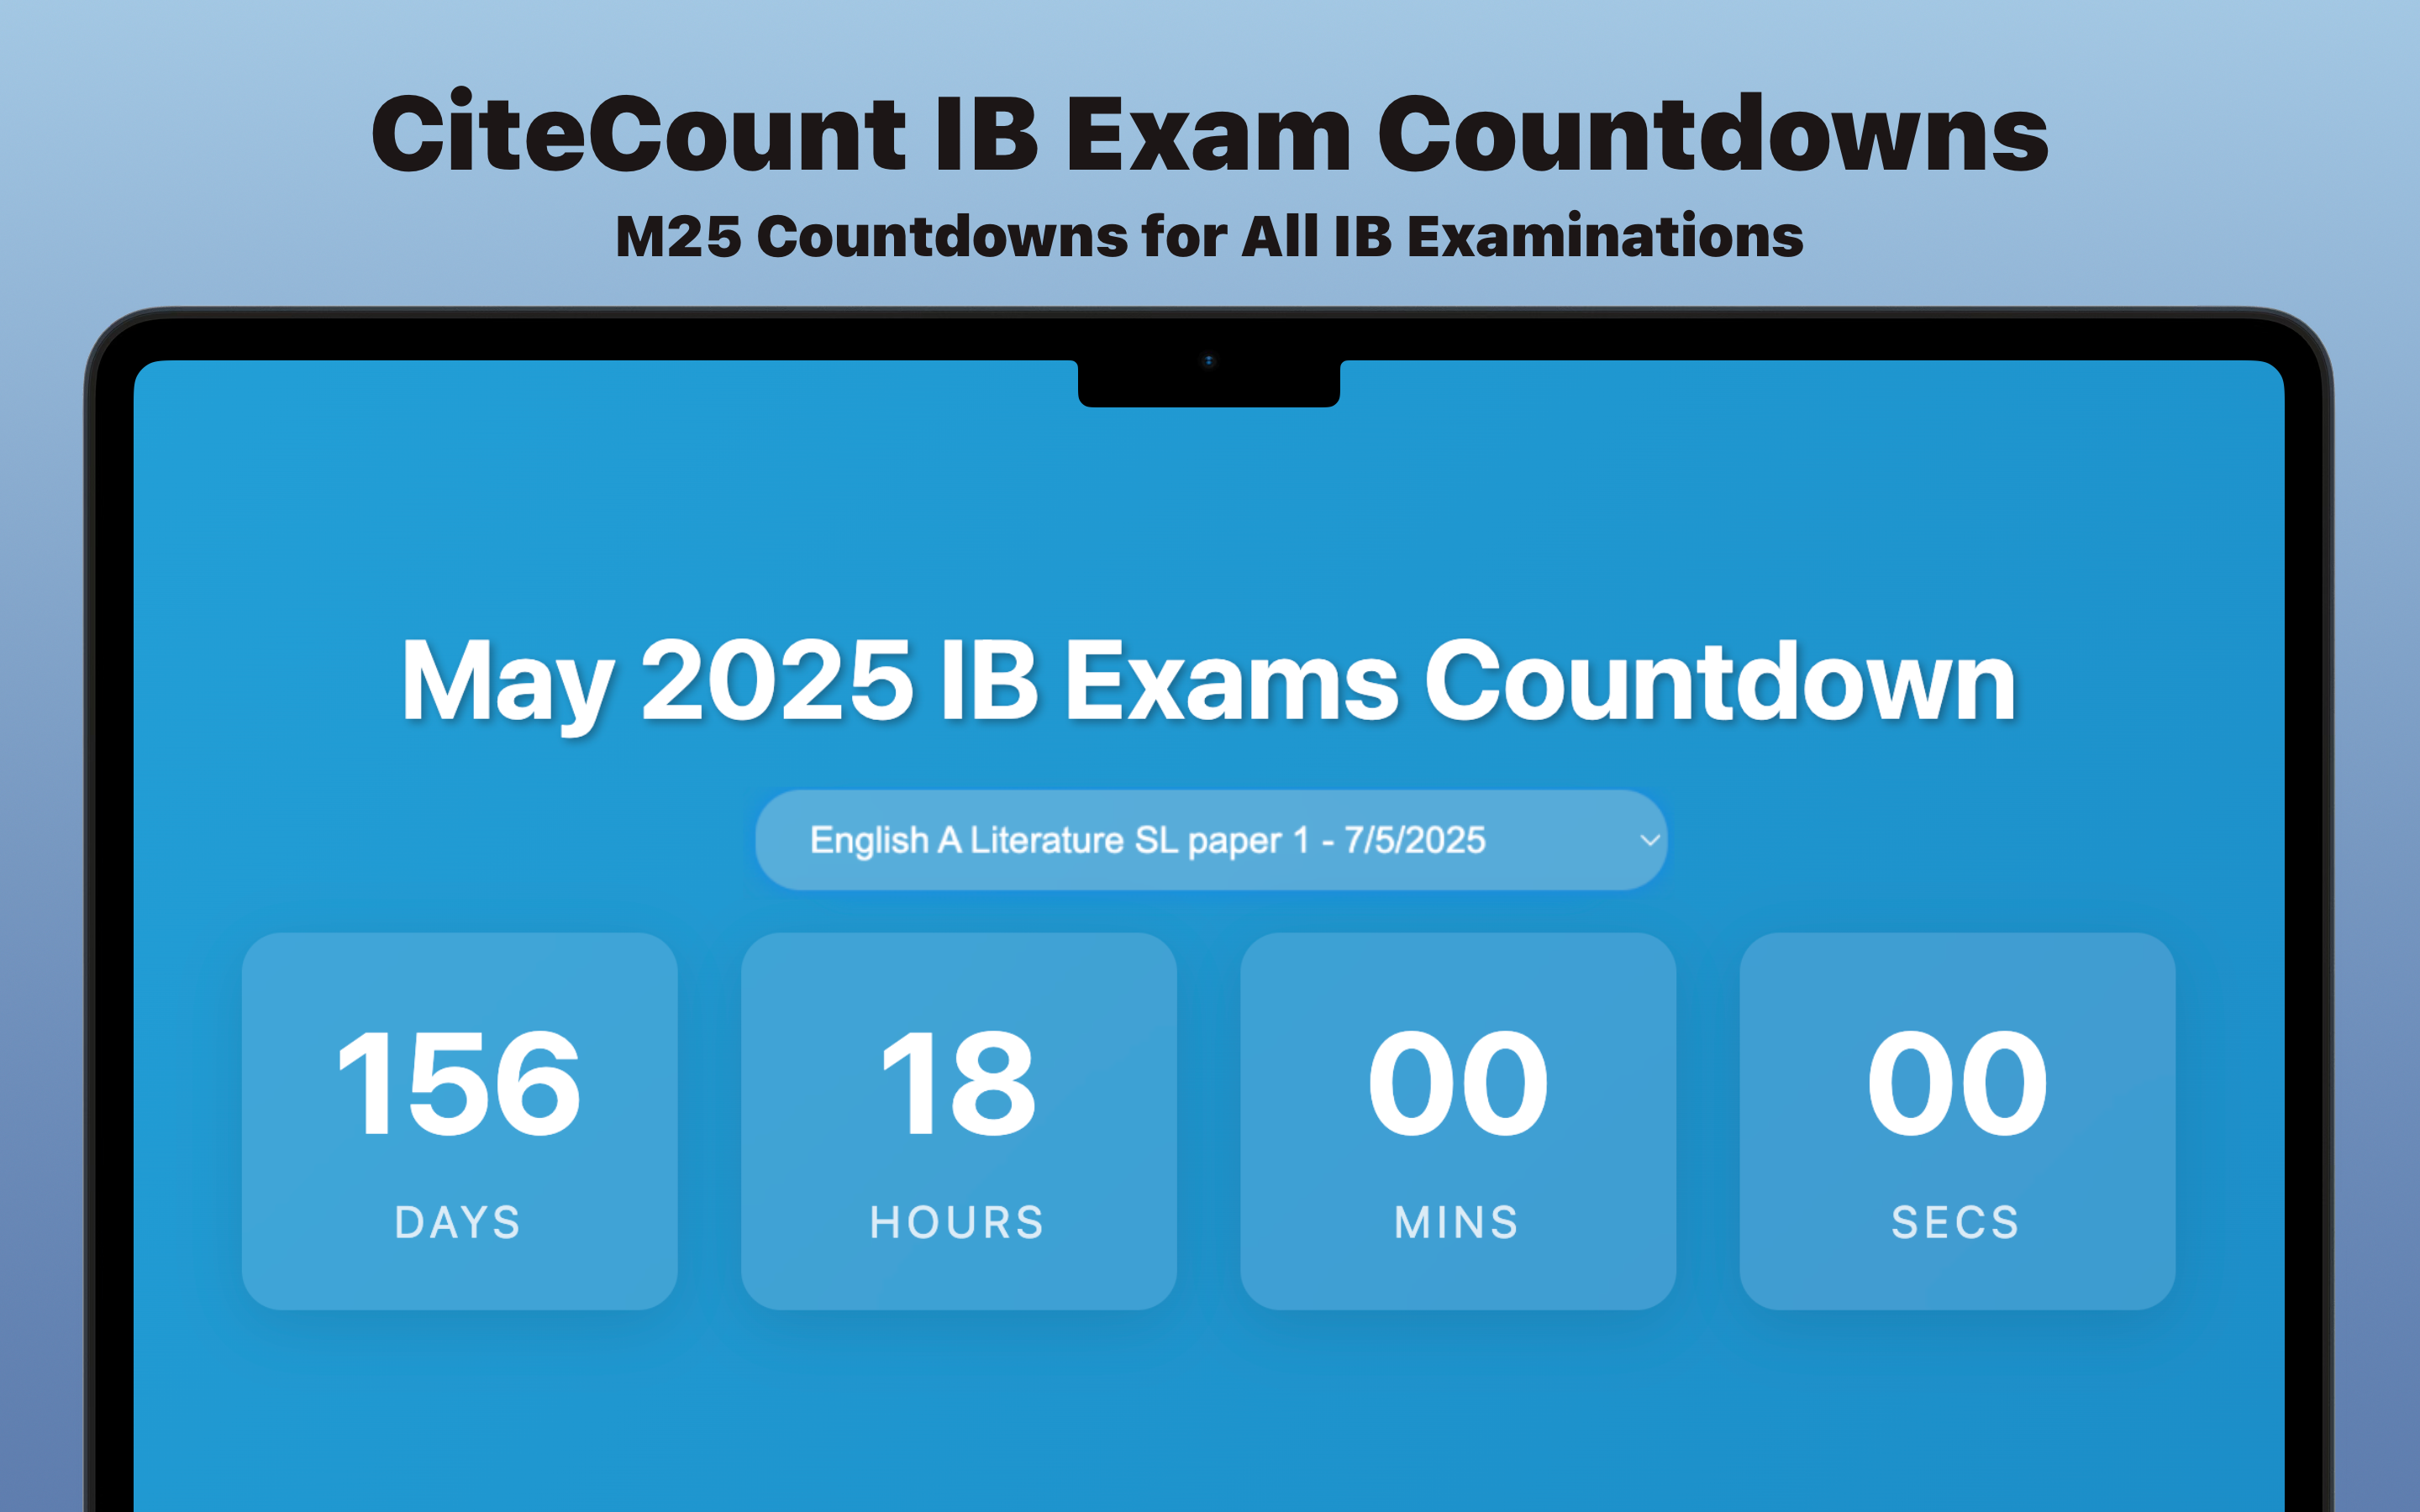 CiteCount IB Exam Countdowns
M25 Countdowns for All IB Examinations
May 2025 IB Exams Countdown
English A Literature SL paper 1 - 7/5/2025
156 18 00 00
DAYS HOURS MINS SECS